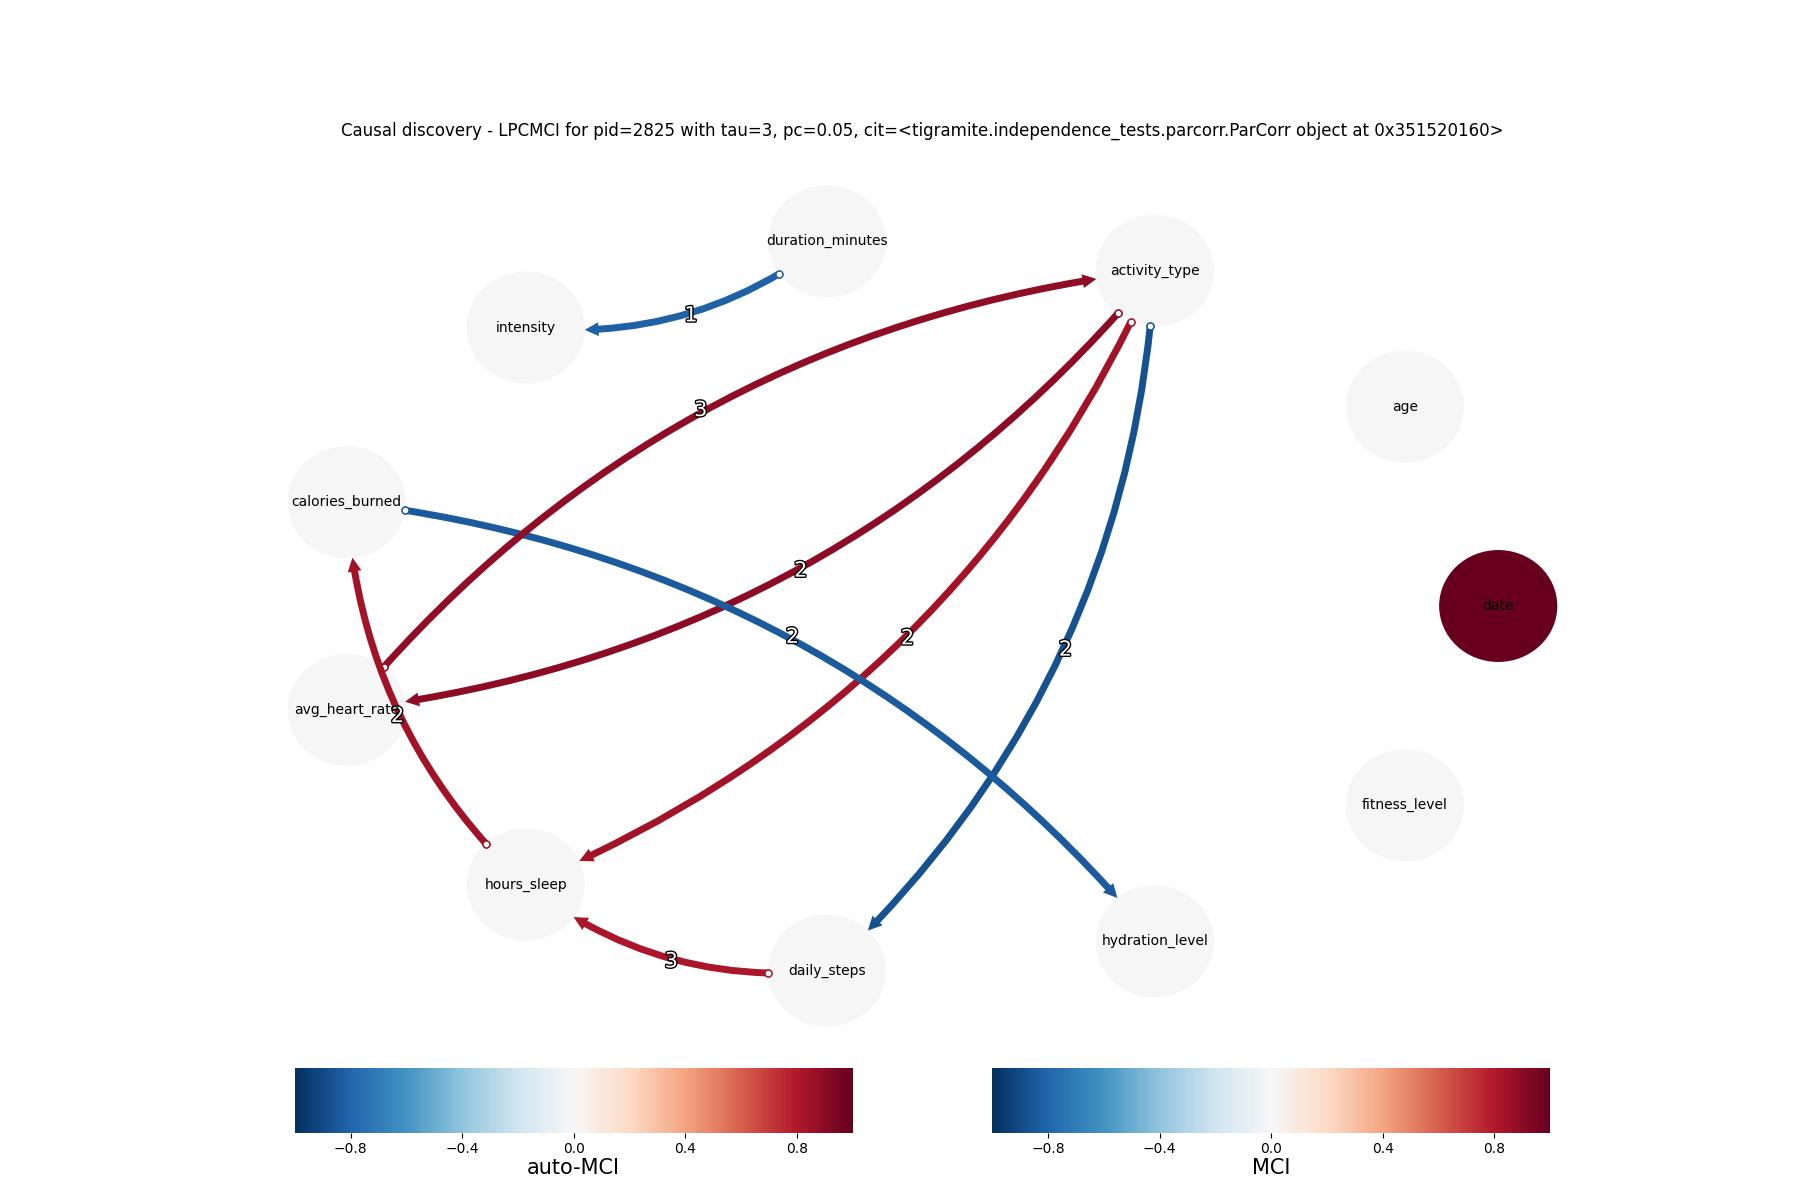 Causal discovery - LPCMCI for pid=2825 with tau=3, pc=0.05, cit=<tigramite.independence_tests.parcorr.ParCorr object at 0x351520160>
duration_minutes
activity_type
intensity
1
age
3
calories_burned
2
date
2
2
2
avg_heart_rate
2
fitness_level
hours_sleep
hydration_level
3
daily_steps
−0.8 −0.4 0.0 0.4 0.8
auto-MCI
−0.8 −0.4 0.0 0.4 0.8
MCI